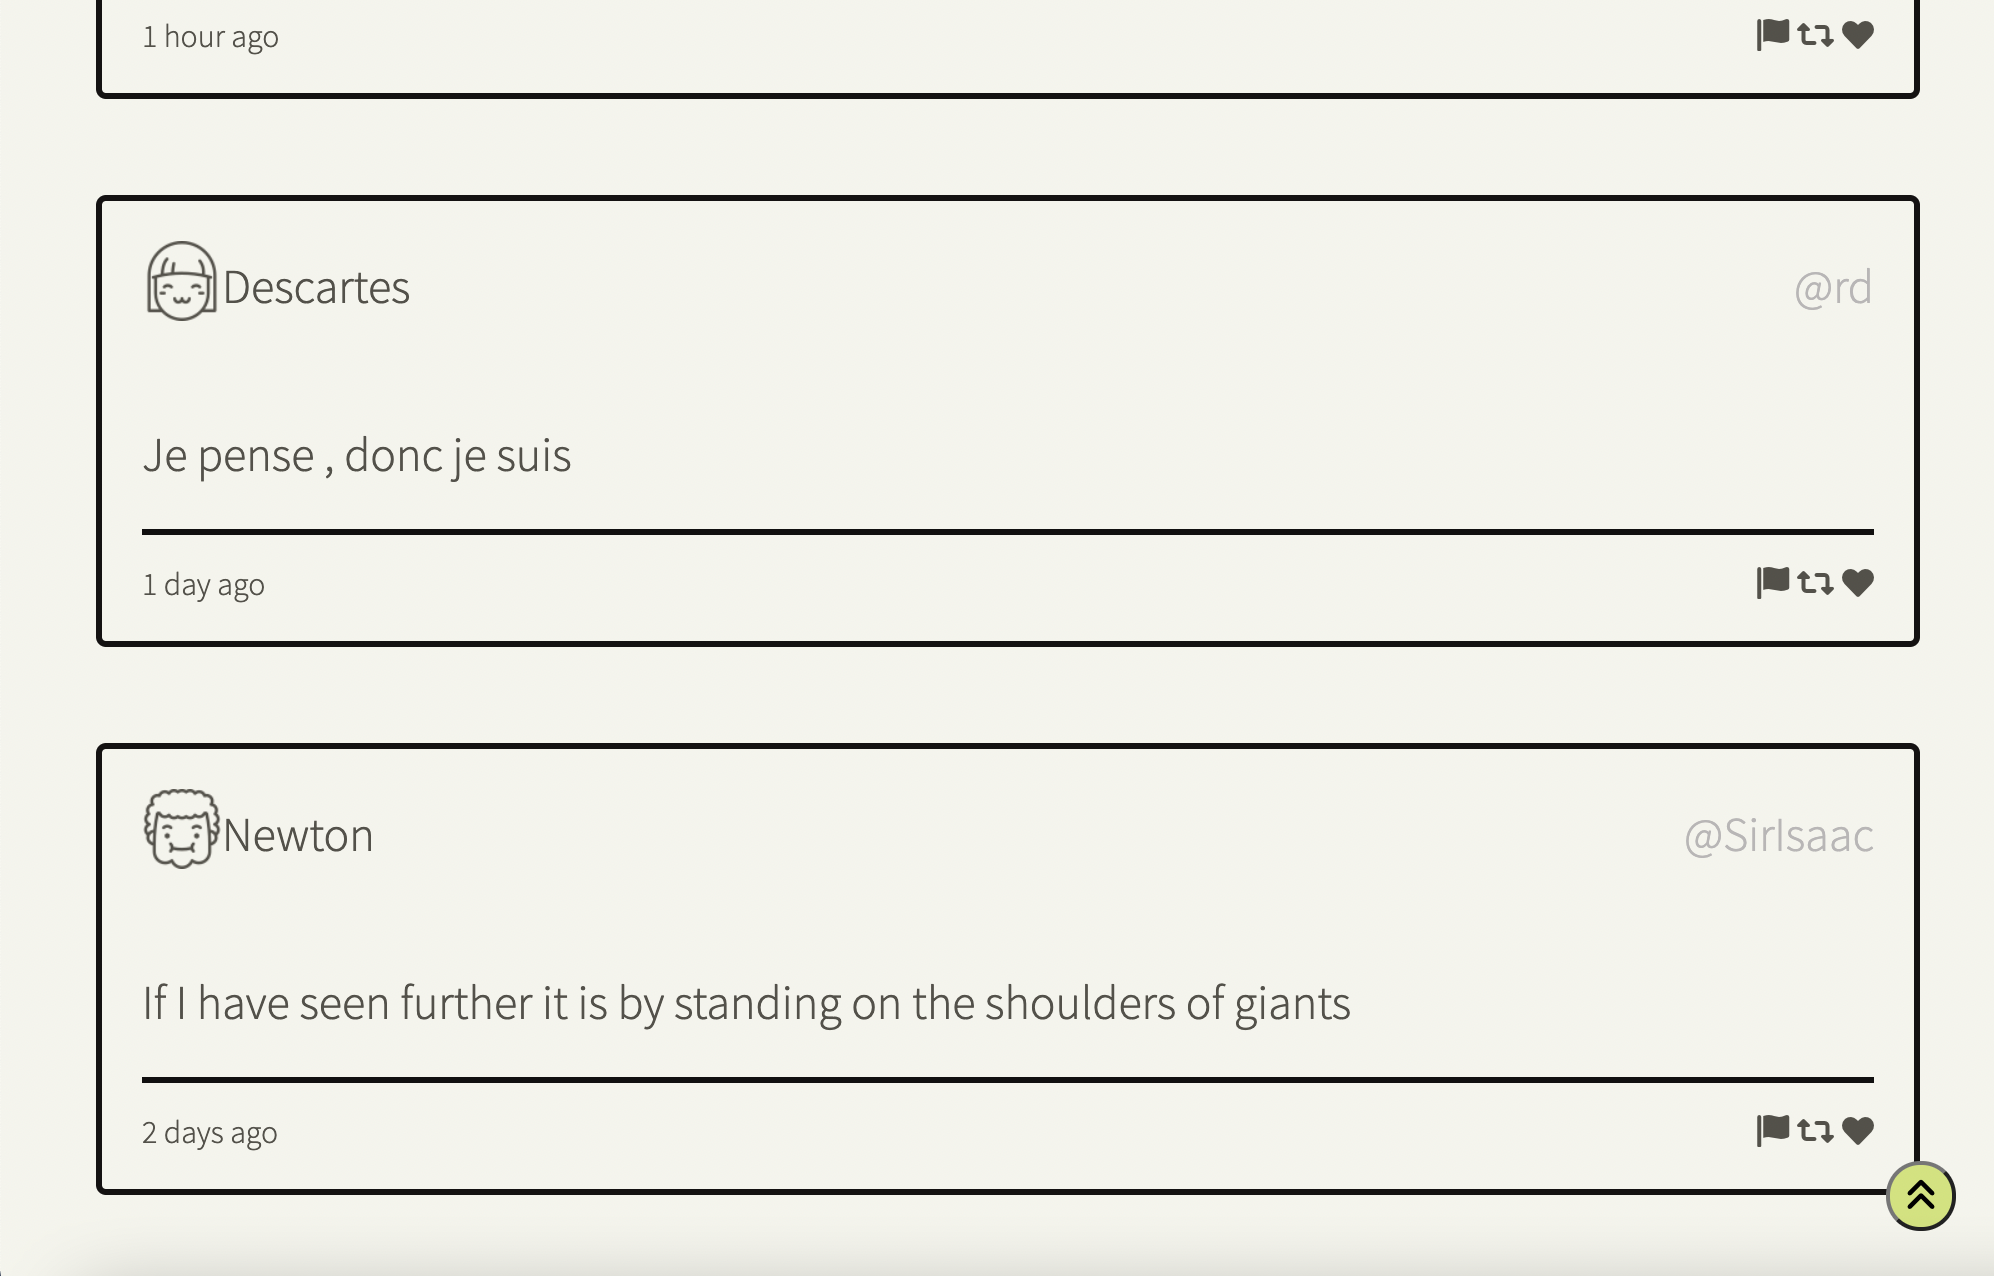 1 hour ago
Descartes
@rd
Je pense , donc je suis
1 day ago
Newton
@SirIsaac
If I have seen further it is by standing on the shoulders of giants
2 days ago